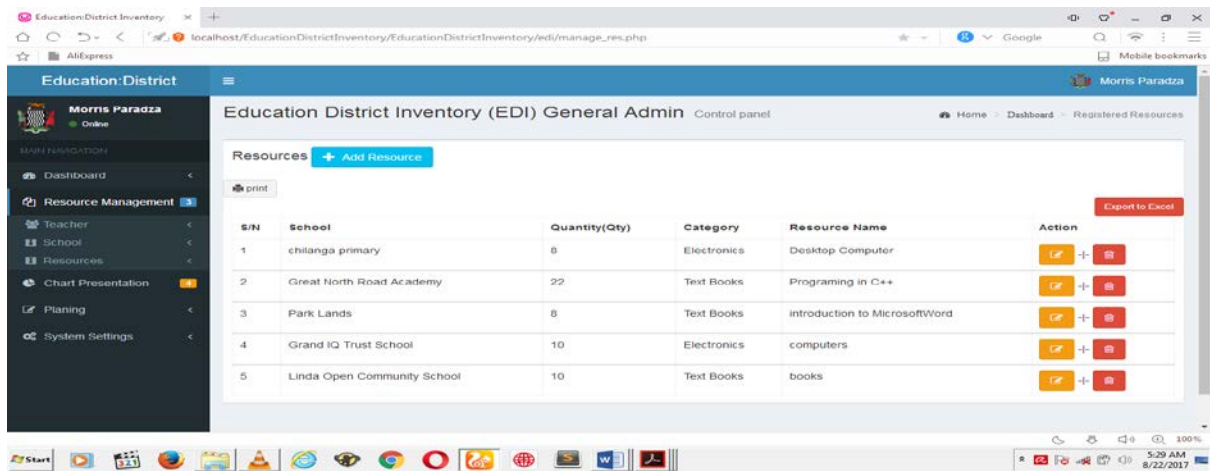 Education:District Inventory
localhost/EducationDistrictInventory/EducationDistrictInventory/edi/manage_res.php
Google
AliExpress
Mobile bookmarks
Education:District
Morris Paradza
Morris Paradza
Online
Education District Inventory (EDI) General Admin Control panel
Home > Dashboard > Registered Resources
MAIN NAVIGATION
Dashboard
Resource Management 3
Teacher
School
Resources
Chart Presentation 4
Planing
System Settings
Resources + Add Resource
print
Export to Excel
S/N School Quantity(Qty) Category Resource Name Action
1 chilanga primary 8 Electronics Desktop Computer
2 Great North Road Academy 22 Text Books Programing in C++
3 Park Lands 8 Text Books introduction to MicrosoftWord
4 Grand IQ Trust School 10 Electronics computers
5 Linda Open Community School 10 Text Books books
100%
Start
321
5:29 AM
8/22/2017